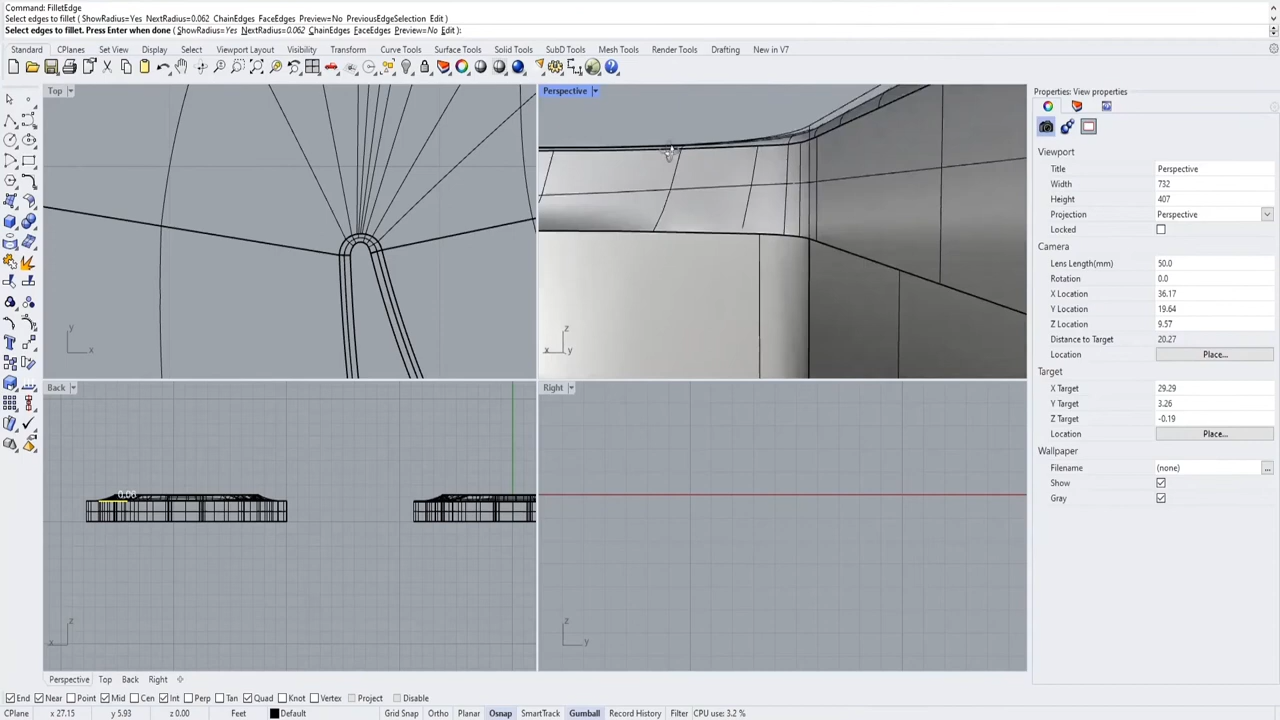 Command: FilletEdge
Select edges to fillet ( ShowRadius=Yes NextRadius=0.062 ChainEdges FaceEdges Preview=No PreviousEdgeSelection Edit ):
Select edges to fillet. Press Enter when done ( ShowRadius=Yes NextRadius=0.062 ChainEdges FaceEdges Preview=No Edit ):
Standard CPlanes Set View Display Select Viewport Layout Visibility Transform Curve Tools Surface Tools Solid Tools SubD Tools Mesh Tools Render Tools Drafting New in V7
Top
Perspective
Properties: View properties
Viewport
Title Perspective
Width 732
Height 407
Projection Perspective
Locked
Camera
Lens Length(mm) 50.0
Rotation 0.0
X Location 36.17
Y Location 19.64
Z Location 9.57
Distance to Target 20.27
Location Place...
Target
X Target 29.29
Y Target 3.26
Z Target -0.19
Location Place...
Wallpaper
Filename (none) ...
Show
Gray
y
x
z
x y
Back
Right
0.06
z
x
z
y
Perspective Top Back Right
End Near Point Mid Cen Int Perp Tan Quad Knot Vertex Project Disable
CPlane x 27.15 y 5.93 z 0.00 Feet Default Grid Snap Ortho Planar Osnap SmartTrack Gumball Record History Filter CPU use: 3.2 %